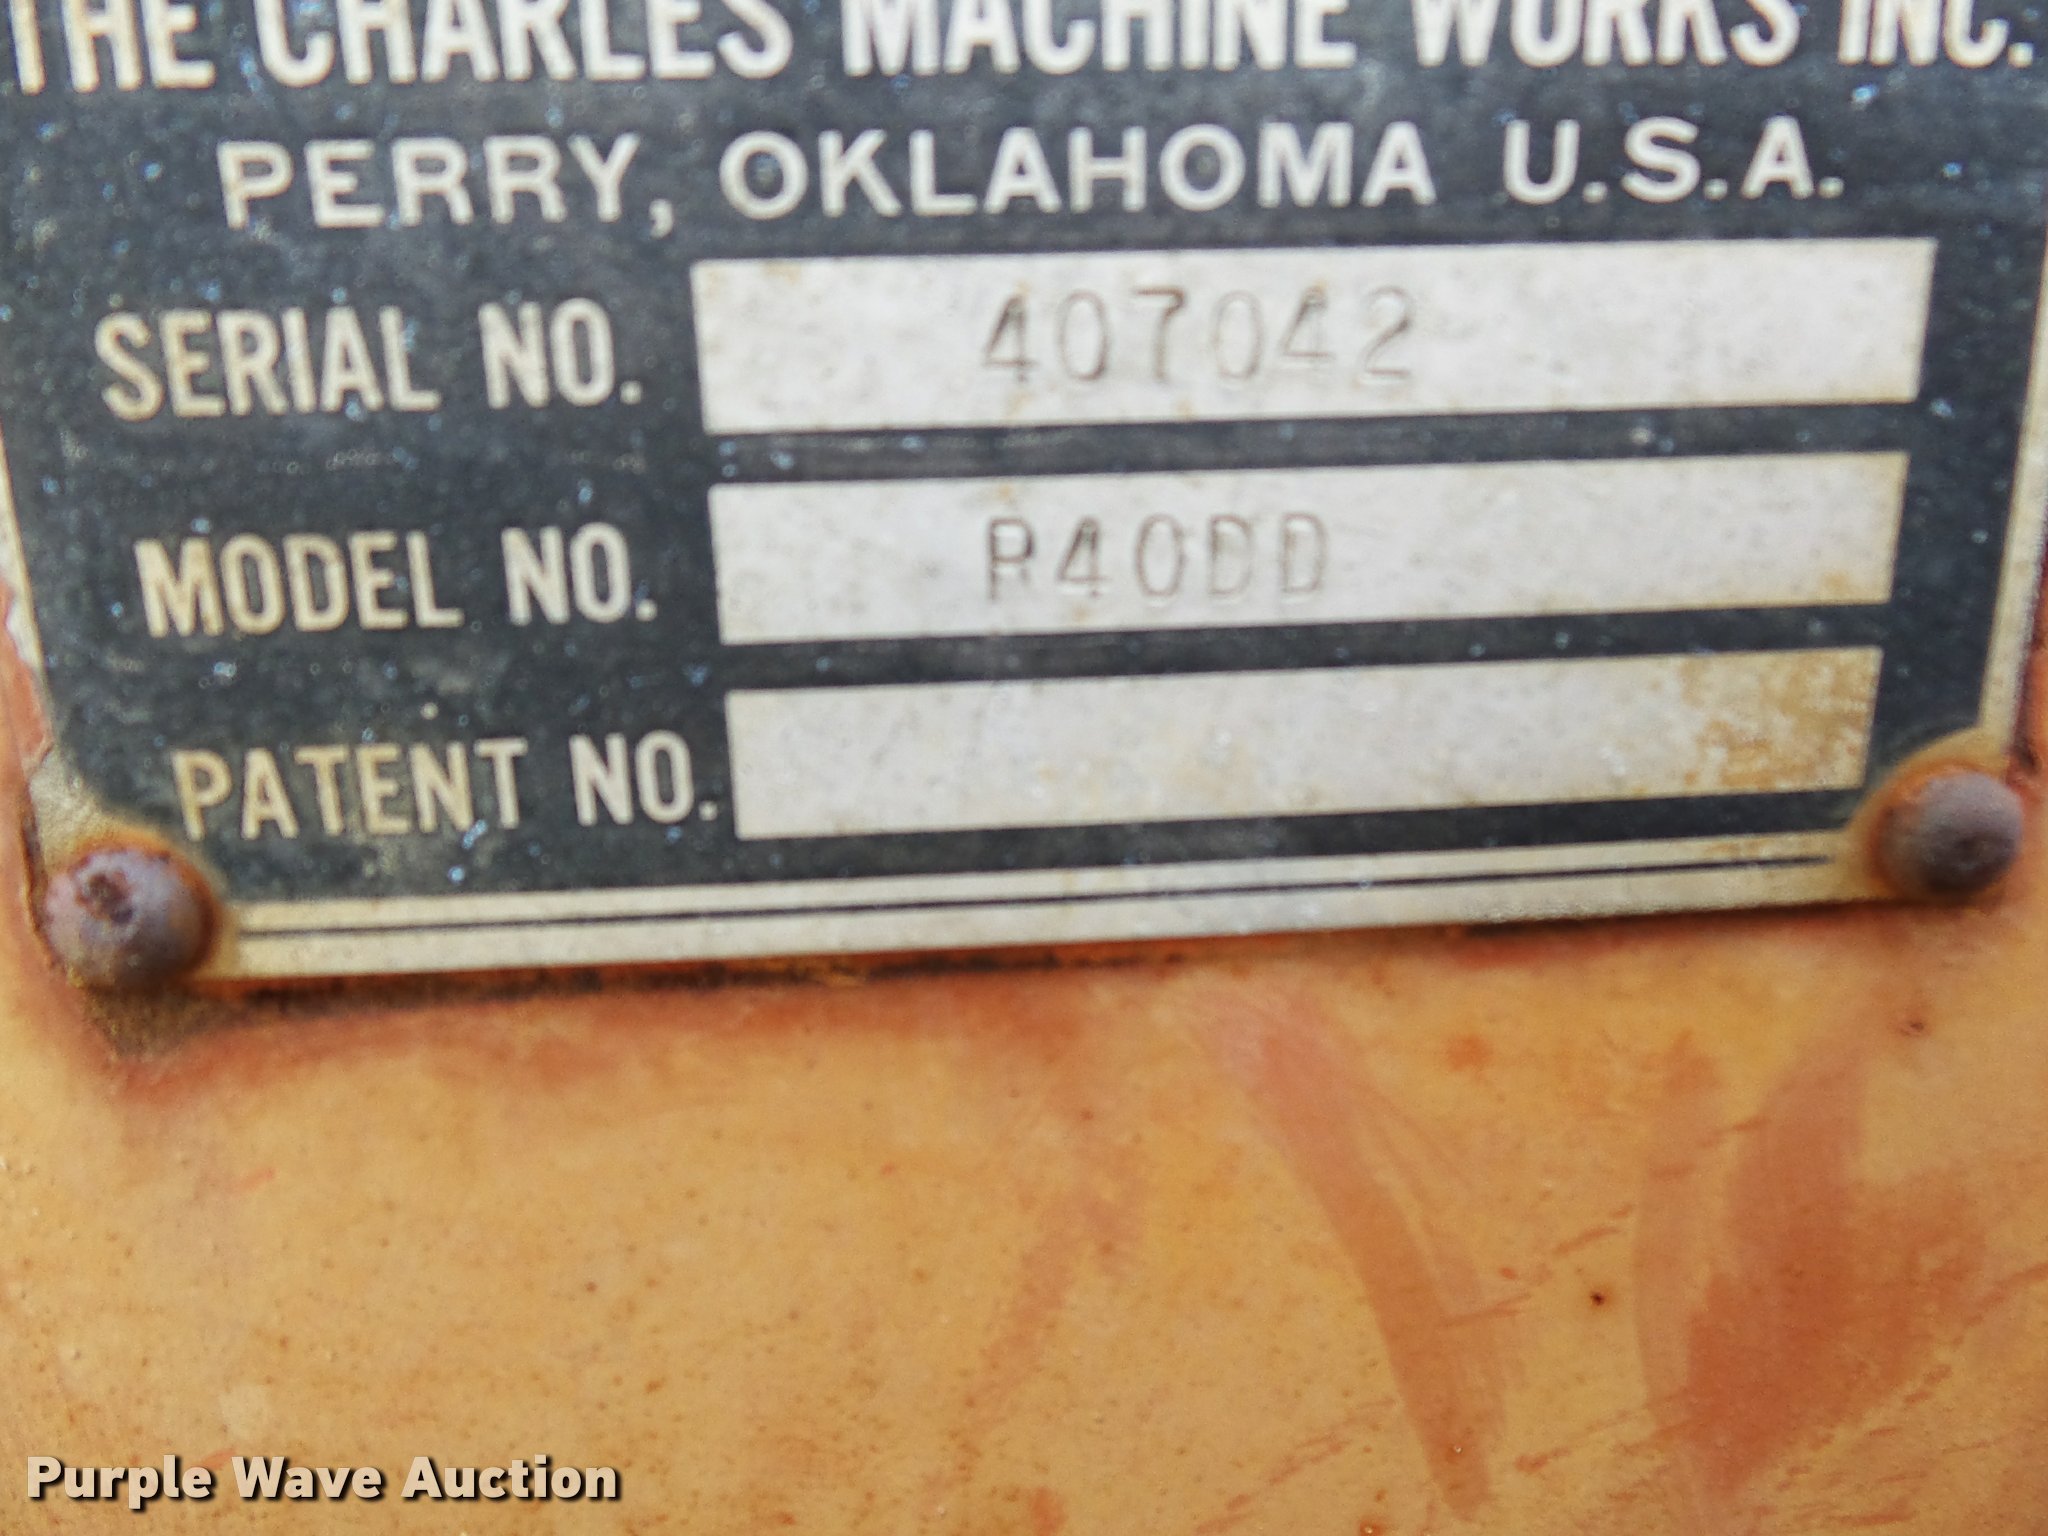 THE CHARLES MACHINE WORKS INC.
PERRY, OKLAHOMA U.S.A.
SERIAL NO. 407042
MODEL NO. R40DD
PATENT NO.
Purple Wave Auction